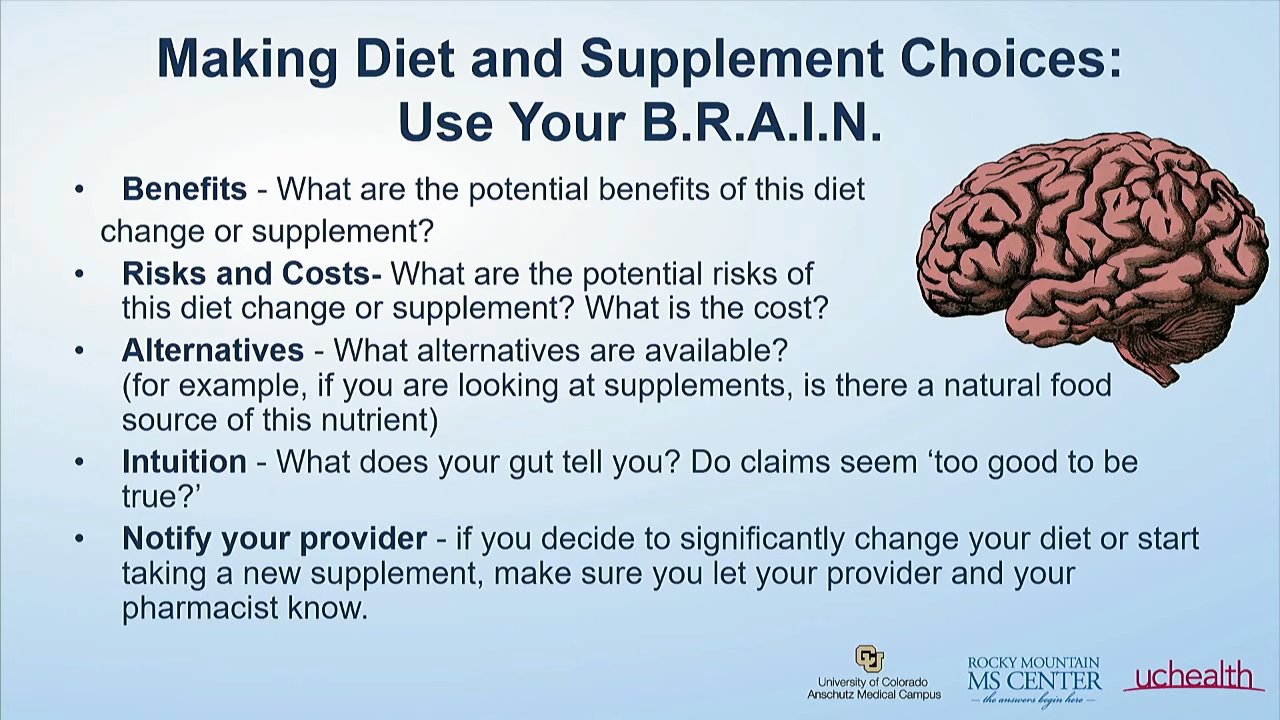 Making Diet and Supplement Choices:
Use Your B.R.A.I.N.
• Benefits - What are the potential benefits of this diet
change or supplement?
• Risks and Costs- What are the potential risks of
this diet change or supplement? What is the cost?
• Alternatives - What alternatives are available?
(for example, if you are looking at supplements, is there a natural food
source of this nutrient)
• Intuition - What does your gut tell you? Do claims seem ‘too good to be
true?’
• Notify your provider - if you decide to significantly change your diet or start
taking a new supplement, make sure you let your provider and your
pharmacist know.
CU
University of Colorado
Anschutz Medical Campus
ROCKY MOUNTAIN
MS CENTER
— the answers begin here —
uchealth